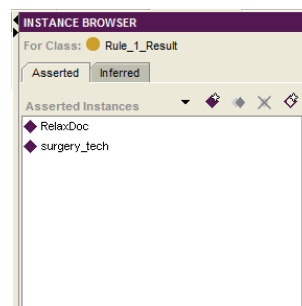 INSTANCE BROWSER
For Class: Rule_1_Result
Asserted Inferred
Asserted Instances
RelaxDoc
surgery_tech